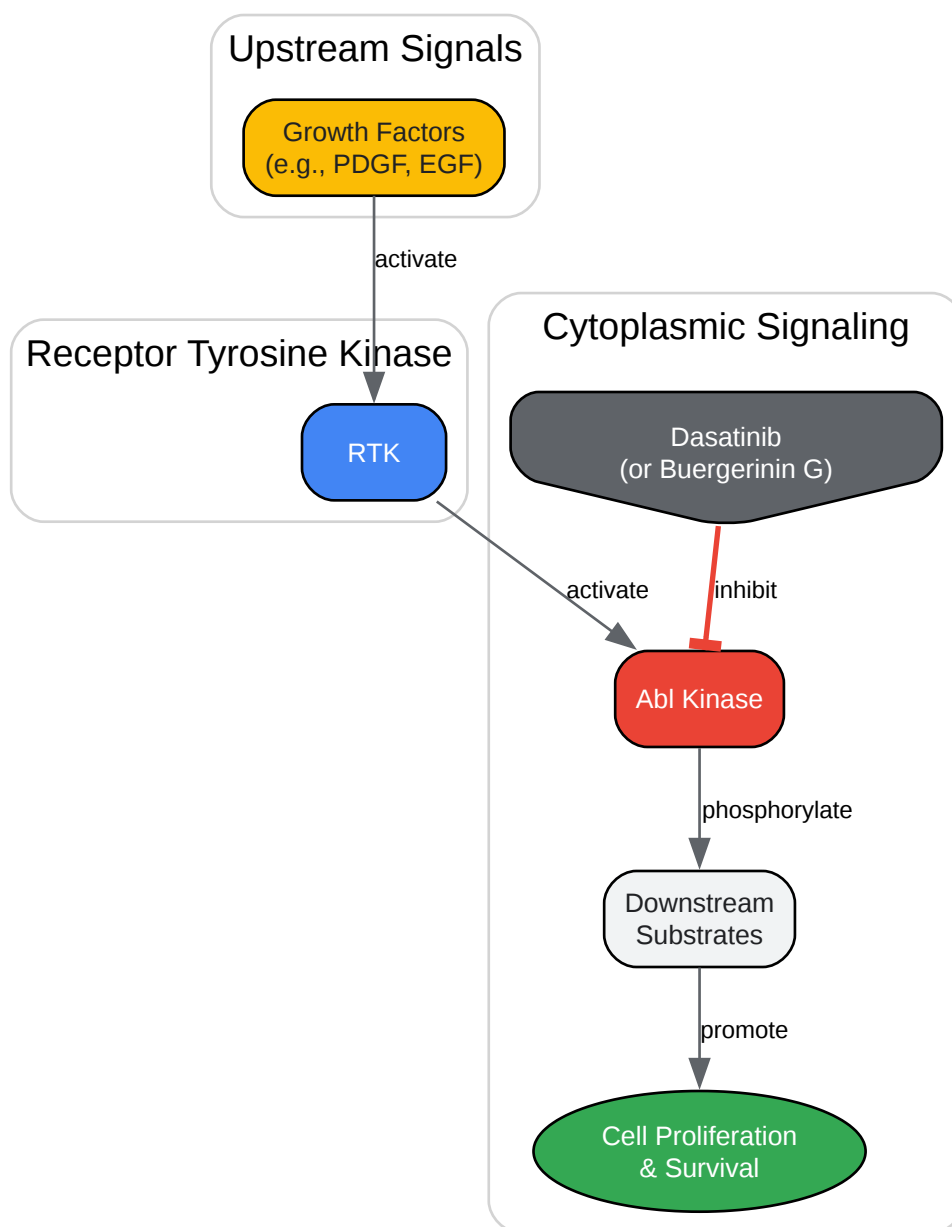 Upstream Signals
Growth Factors
(e.g., PDGF, EGF)
activate
Receptor Tyrosine Kinase
RTK
Cytoplasmic Signaling
Dasatinib
(or Buergerinin G)
activate
inhibit
Abl Kinase
phosphorylate
Downstream
Substrates
promote
Cell Proliferation
& Survival